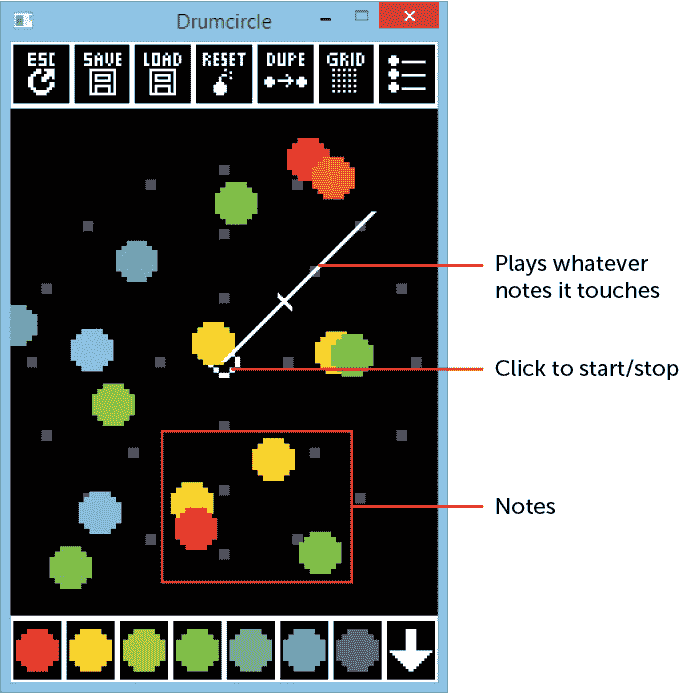 Drumcircle
ESC SAVE LOAD RESET DUPE GRID
Plays whatever
notes it touches
Click to start/stop
Notes